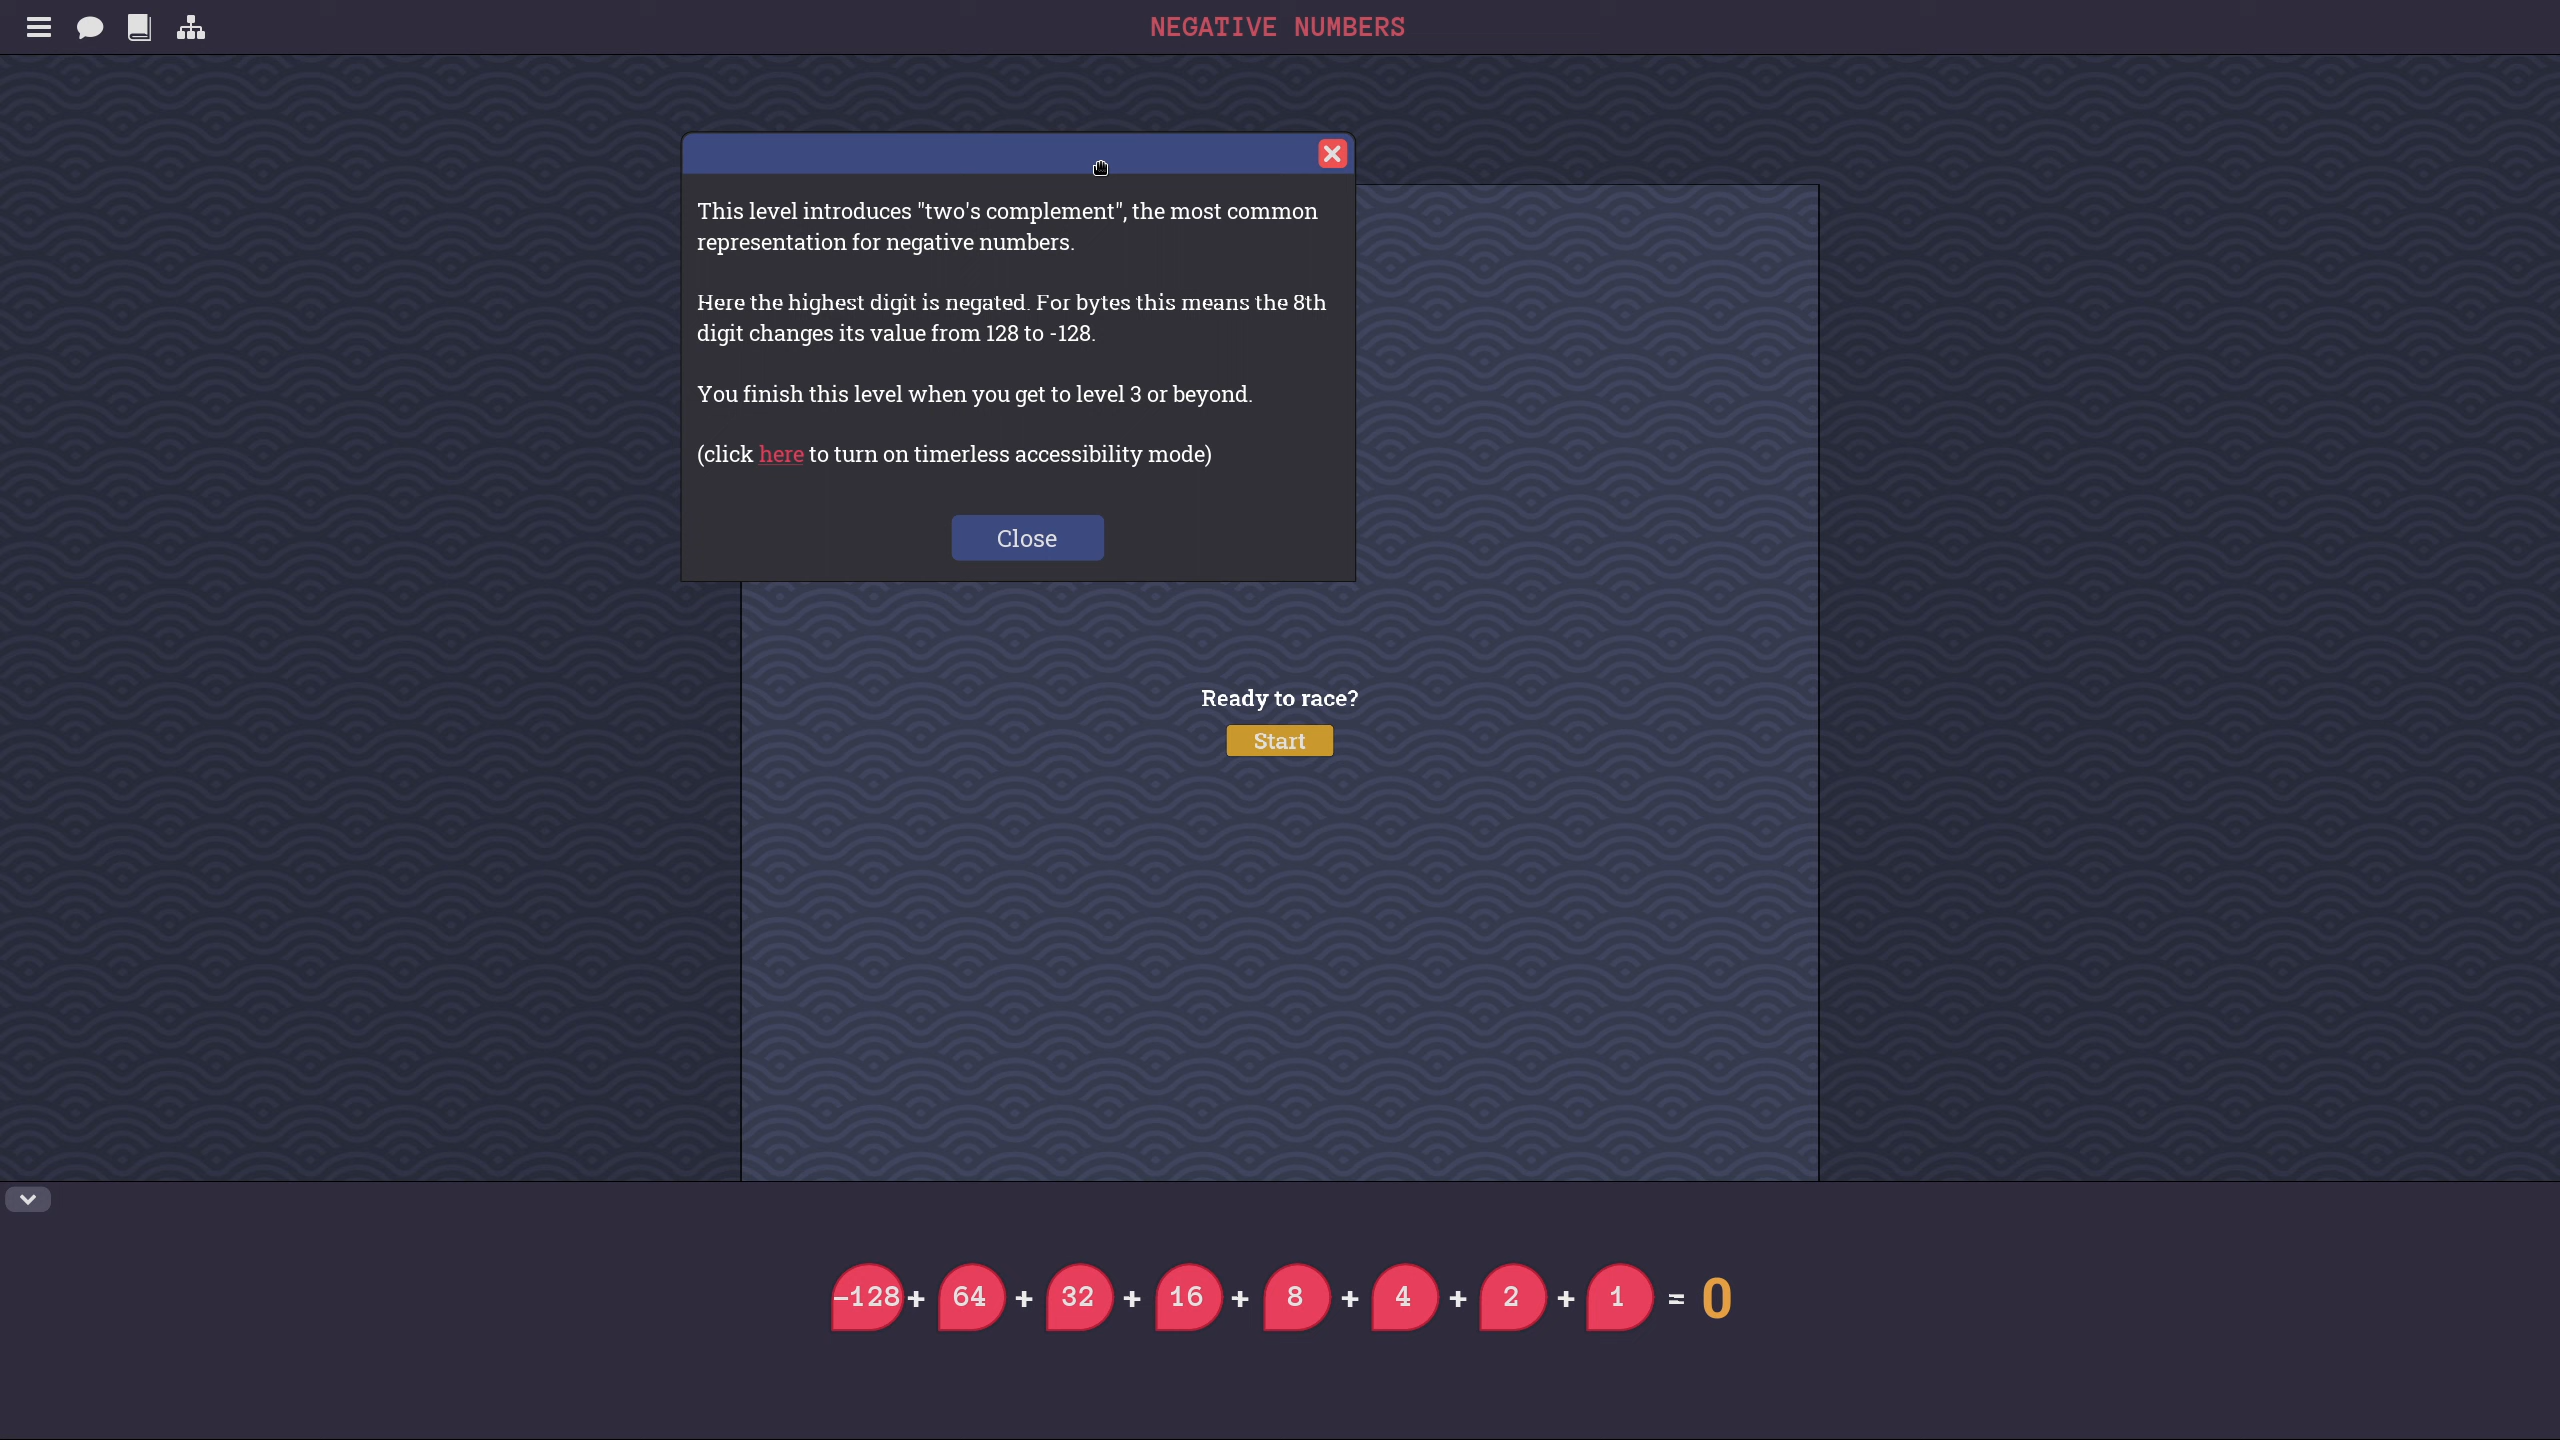 NEGATIVE NUMBERS
This level introduces "two's complement", the most common
representation for negative numbers.
Here the highest digit is negated. For bytes this means the 8th
digit changes its value from 128 to -128.
You finish this level when you get to level 3 or beyond.
(click here to turn on timerless accessibility mode)
Close
Ready to race?
Start
-128+ 64 + 32 + 16 + 8 + 4 + 2 + 1 = 0